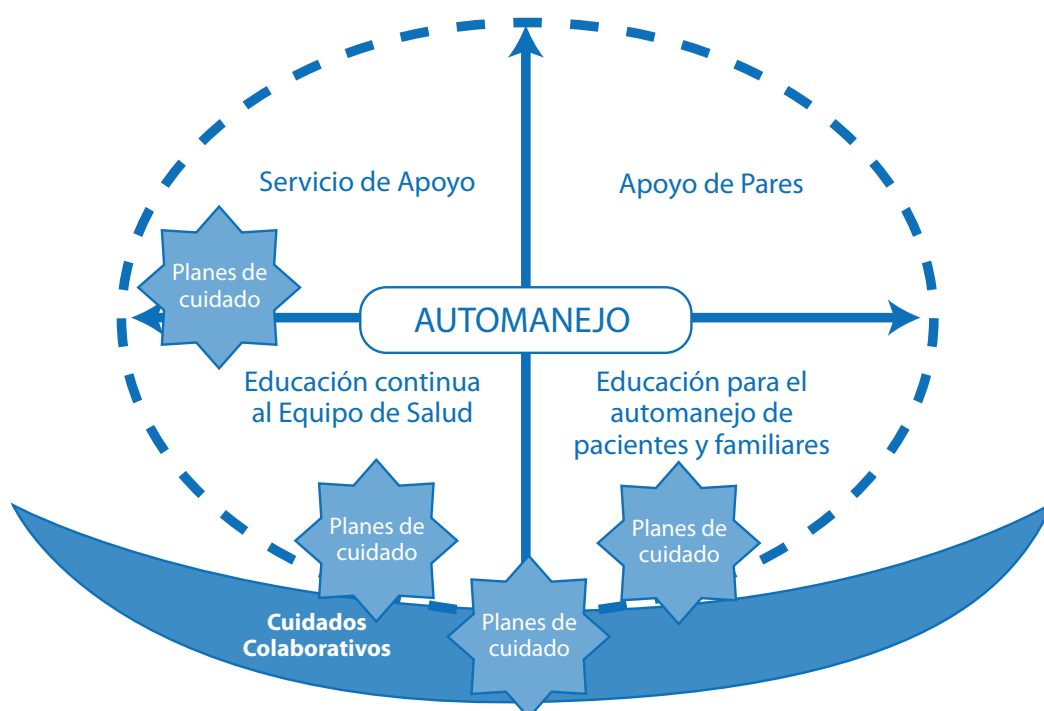 Servicio de Apoyo
Apoyo de Pares
Planes de
cuidado
AUTOMANEJO
Educación continua
al Equipo de Salud
Educación para el
automanejo de
pacientes y familiares
Planes de
cuidado
Planes de
cuidado
Cuidados
Colaborativos
Planes de
cuidado